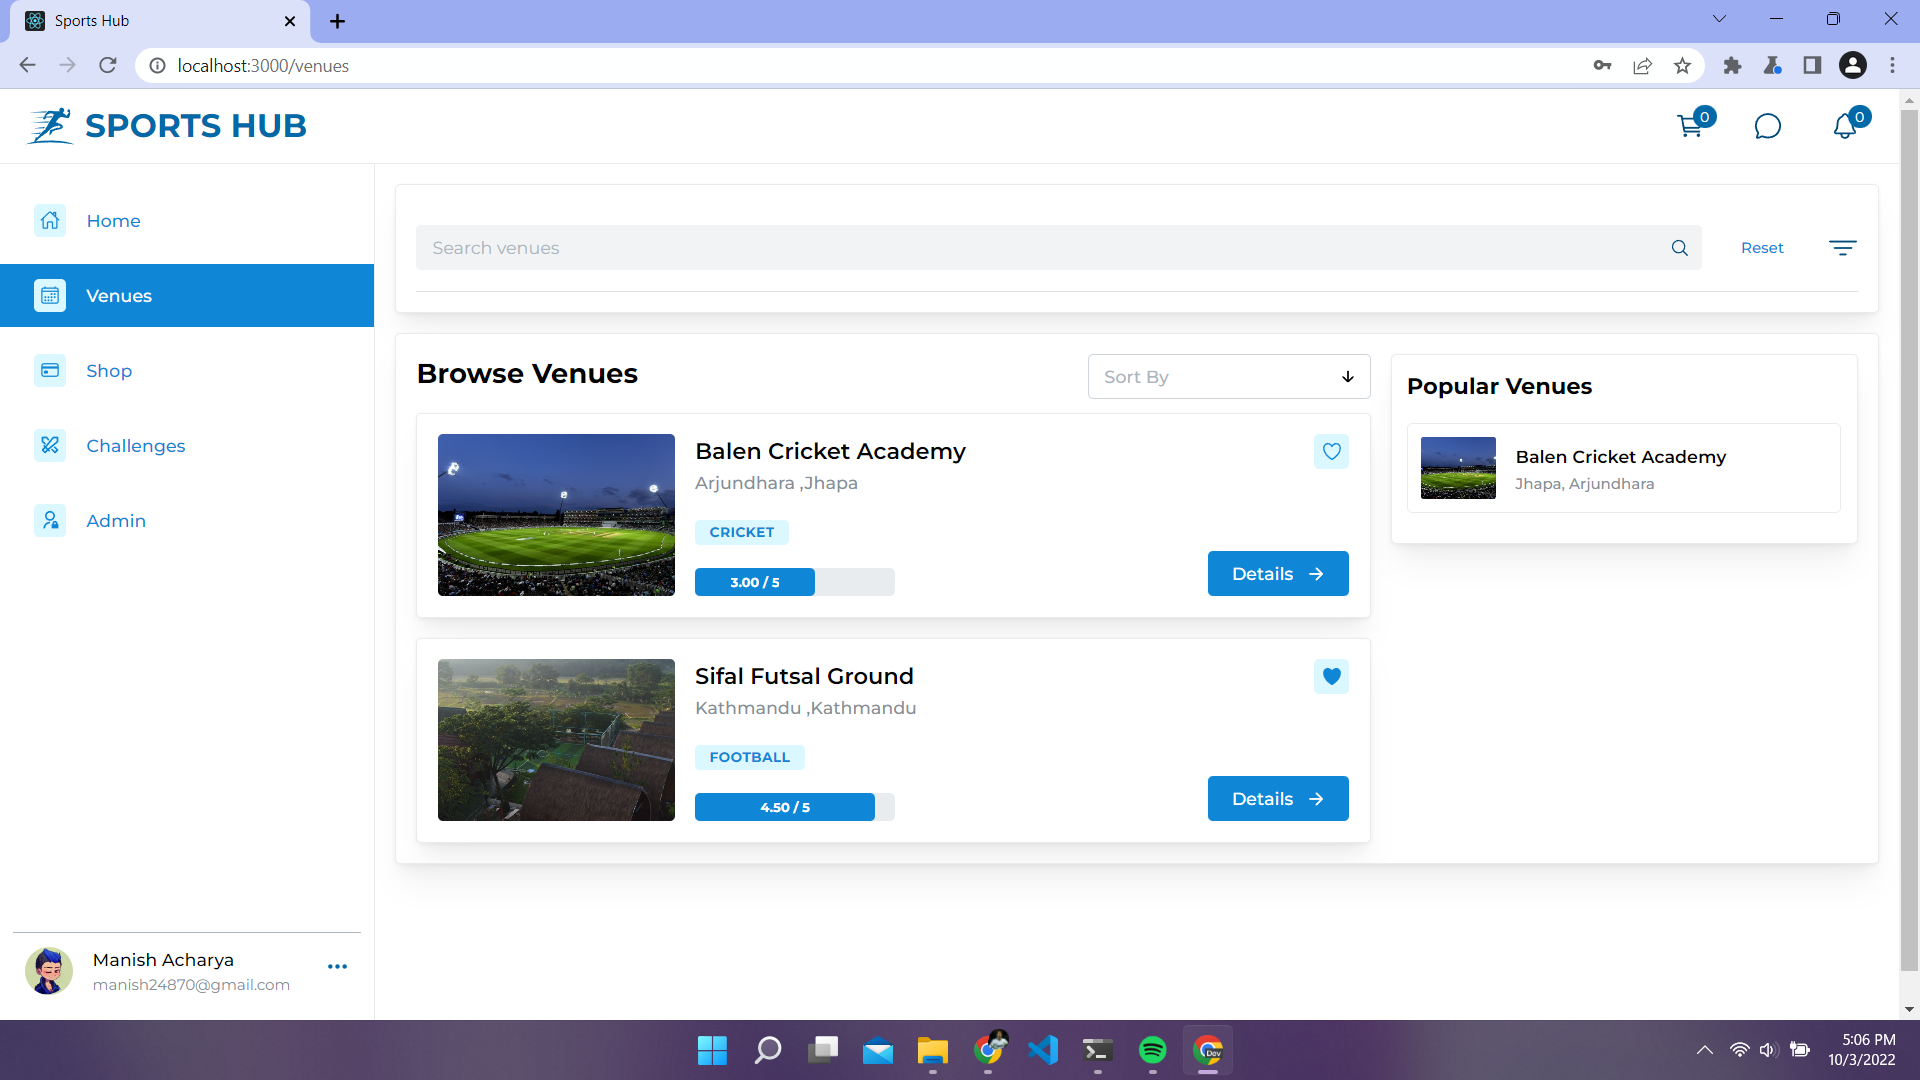 Sports Hub
localhost:3000/venues
SPORTS HUB
0
0
Home
Venues
Shop
Challenges
Admin
Manish Acharya
manish24870@gmail.com
Search venues
Reset
Browse Venues
Sort By
Balen Cricket Academy
Arjundhara ,Jhapa
CRICKET
3.00 / 5
Details
Sifal Futsal Ground
Kathmandu ,Kathmandu
FOOTBALL
4.50 / 5
Details
Popular Venues
Balen Cricket Academy
Jhapa, Arjundhara
Dev
5:06 PM
10/3/2022